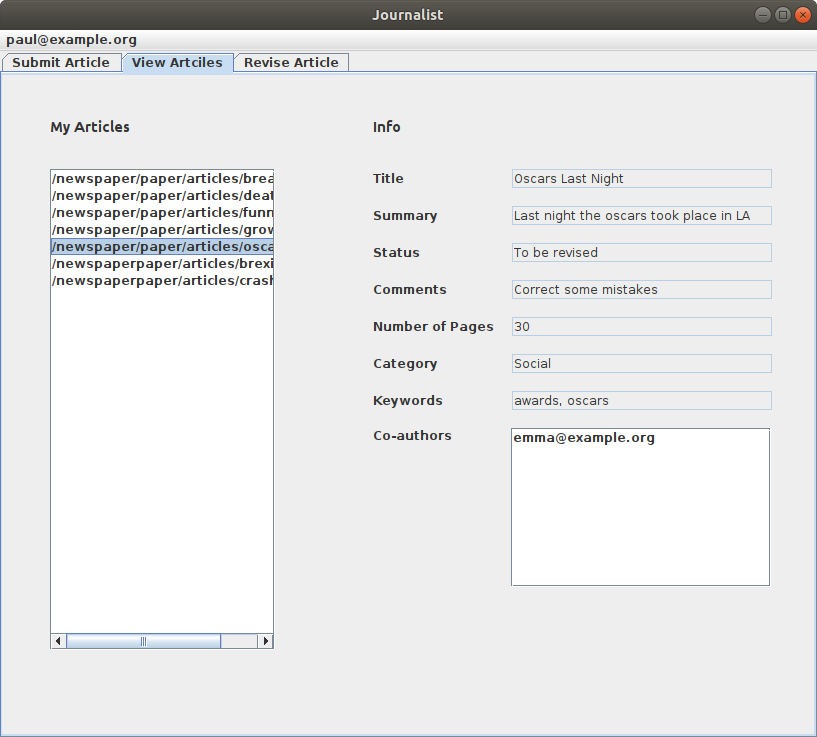 Journalist
paul@example.org
Submit Article
View Artciles
Revise Article
My Articles
/newspaper/paper/articles/brea
/newspaper/paper/articles/deat
/newspaper/paper/articles/funn
/newspaper/paper/articles/grow
/newspaper/paper/articles/osca
/newspaperpaper/articles/brexi
/newspaperpaper/articles/crash
Info
Title
Oscars Last Night
Summary
Last night the oscars took place in LA
Status
To be revised
Comments
Correct some mistakes
Number of Pages
30
Category
Social
Keywords
awards, oscars
Co-authors
emma@example.org